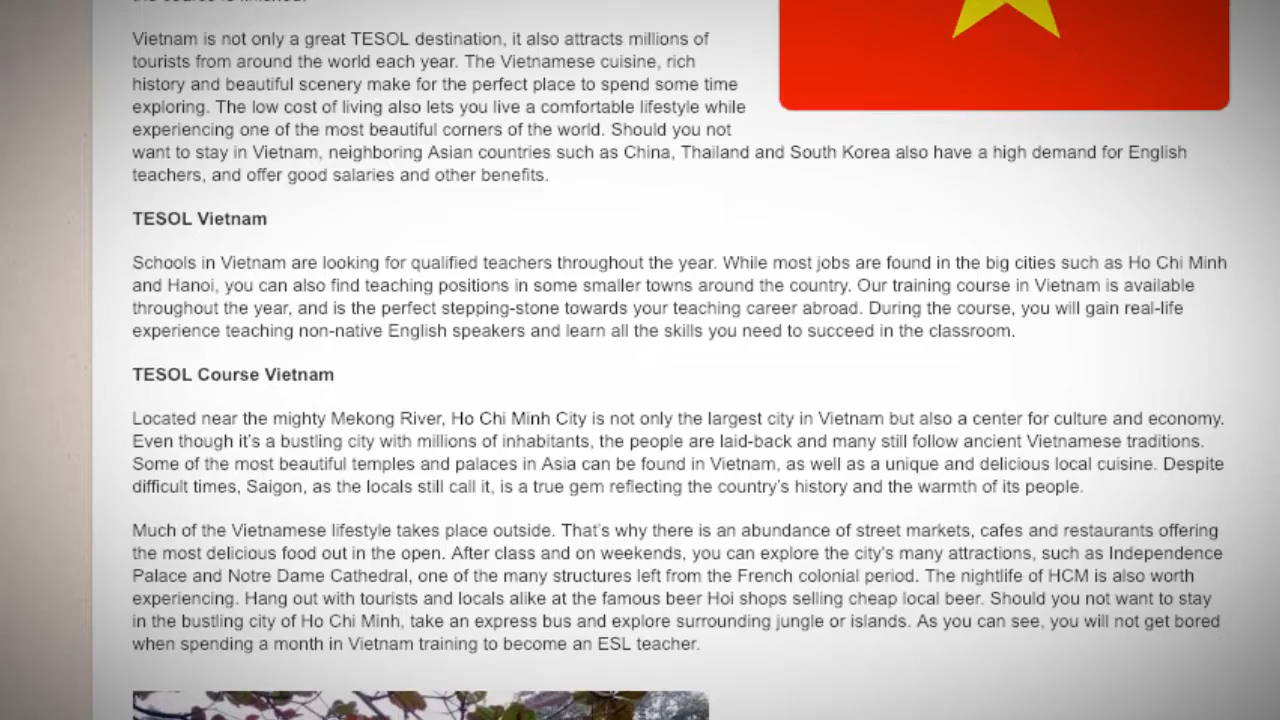 the course is finished.
Vietnam is not only a great TESOL destination, it also attracts millions of
tourists from around the world each year. The Vietnamese cuisine, rich
history and beautiful scenery make for the perfect place to spend some time
exploring. The low cost of living also lets you live a comfortable lifestyle while
experiencing one of the most beautiful corners of the world. Should you not
want to stay in Vietnam, neighboring Asian countries such as China, Thailand and South Korea also have a high demand for English
teachers, and offer good salaries and other benefits.
TESOL Vietnam
Schools in Vietnam are looking for qualified teachers throughout the year. While most jobs are found in the big cities such as Ho Chi Minh
and Hanoi, you can also find teaching positions in some smaller towns around the country. Our training course in Vietnam is available
throughout the year, and is the perfect stepping-stone towards your teaching career abroad. During the course, you will gain real-life
experience teaching non-native English speakers and learn all the skills you need to succeed in the classroom.
TESOL Course Vietnam
Located near the mighty Mekong River, Ho Chi Minh City is not only the largest city in Vietnam but also a center for culture and economy.
Even though it's a bustling city with millions of inhabitants, the people are laid-back and many still follow ancient Vietnamese traditions.
Some of the most beautiful temples and palaces in Asia can be found in Vietnam, as well as a unique and delicious local cuisine. Despite
difficult times, Saigon, as the locals still call it, is a true gem reflecting the country's history and the warmth of its people.
Much of the Vietnamese lifestyle takes place outside. That's why there is an abundance of street markets, cafes and restaurants offering
the most delicious food out in the open. After class and on weekends, you can explore the city's many attractions, such as Independence
Palace and Notre Dame Cathedral, one of the many structures left from the French colonial period. The nightlife of HCM is also worth
experiencing. Hang out with tourists and locals alike at the famous beer Hoi shops selling cheap local beer. Should you not want to stay
in the bustling city of Ho Chi Minh, take an express bus and explore surrounding jungle or islands. As you can see, you will not get bored
when spending a month in Vietnam training to become an ESL teacher.